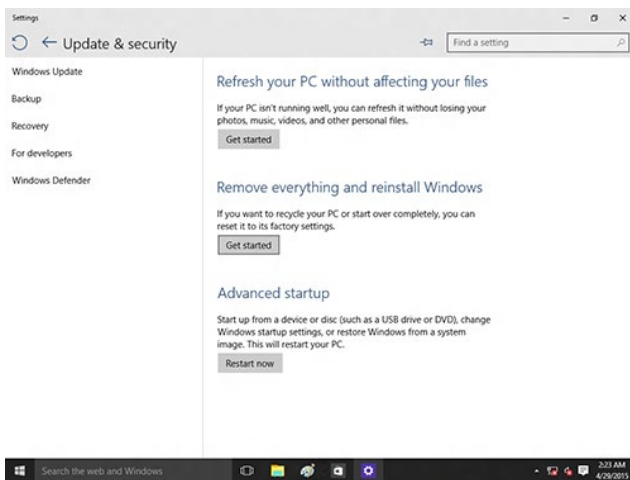 Settings
Update & security
Find a setting
Windows Update
Backup
Recovery
For developers
Windows Defender
Refresh your PC without affecting your files
If your PC isn't running well, you can refresh it without losing your
photos, music, videos, and other personal files.
Get started
Remove everything and reinstall Windows
If you want to recycle your PC or start over completely, you can
reset it to its factory settings.
Get started
Advanced startup
Start up from a device or disc (such as a USB drive or DVD), change
Windows startup settings, or restore Windows from a system
image. This will restart your PC.
Restart now
Search the web and Windows
2:23 AM
4/29/2015